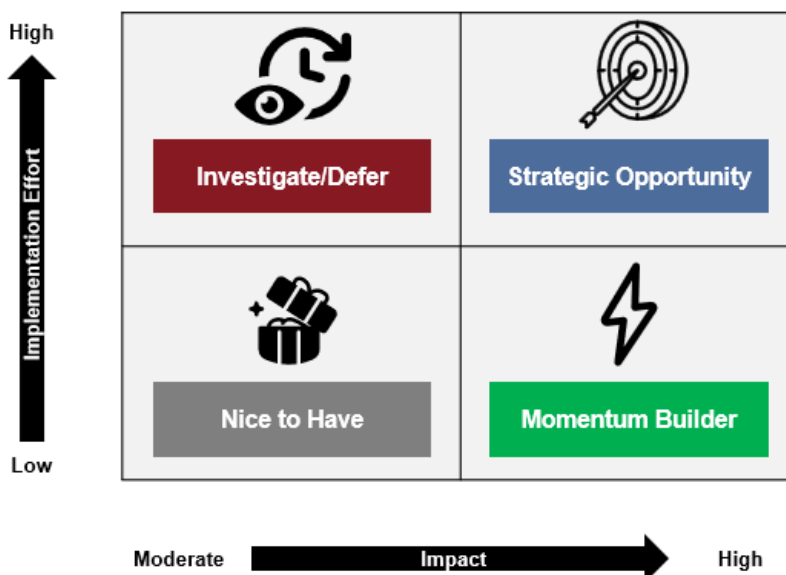 High
Implementation Effort
Investigate/Defer
Strategic Opportunity
Nice to Have
Momentum Builder
Low
Moderate
Impact
High